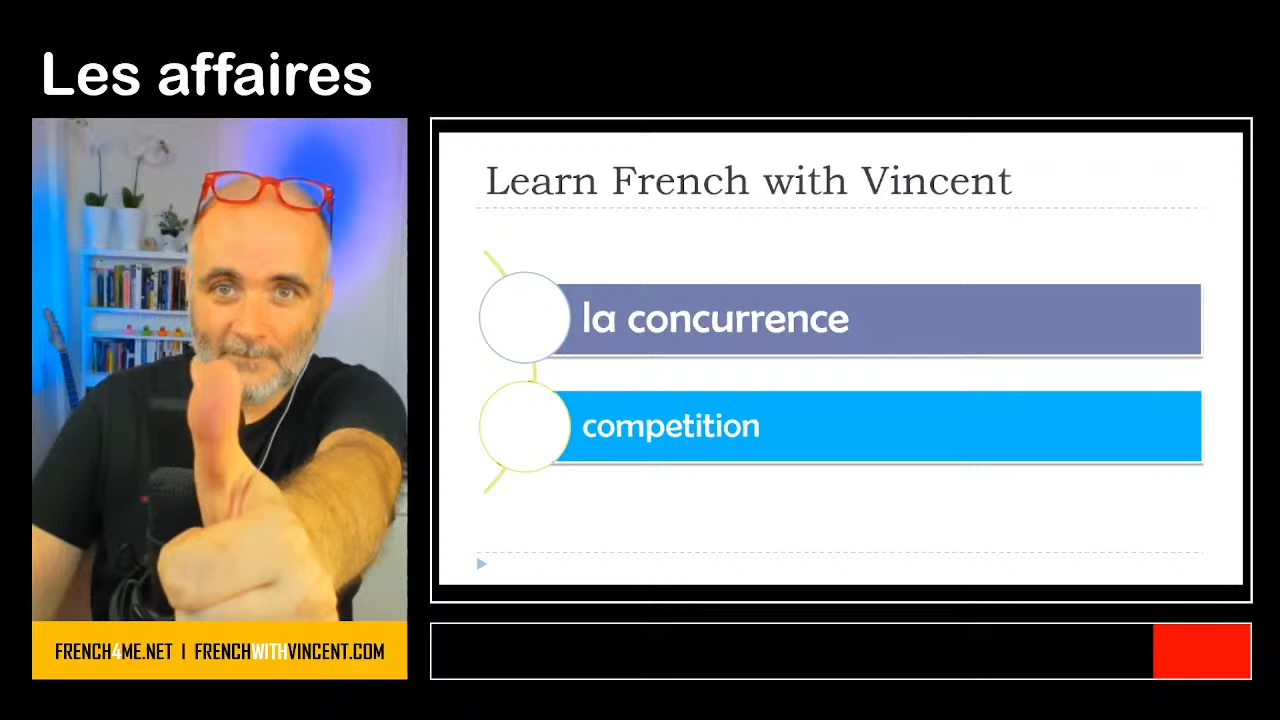 Les affaires
Learn French with Vincent
la concurrence
competition
FRENCH4ME.NET | FRENCHWITHVINCENT.COM